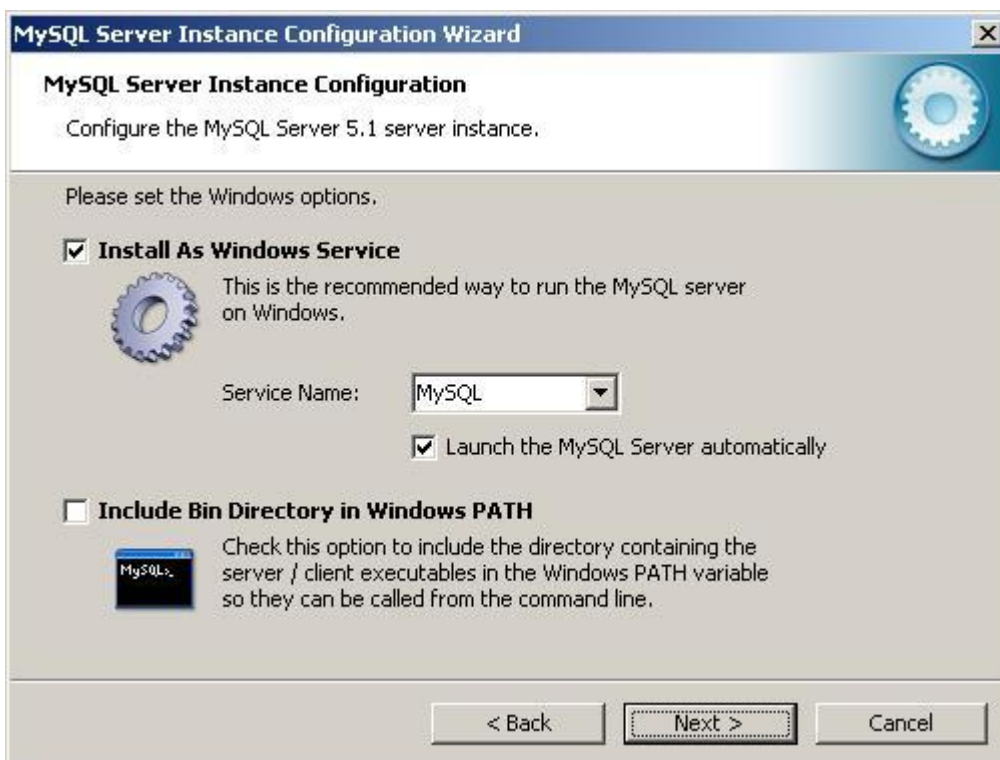 MySQL Server Instance Configuration Wizard
MySQL Server Instance Configuration
Configure the MySQL Server 5.1 server instance.
Please set the Windows options.
Install As Windows Service
This is the recommended way to run the MySQL server
on Windows.
Service Name: MySQL
Launch the MySQL Server automatically
Include Bin Directory in Windows PATH
MySQL>_
Check this option to include the directory containing the
server / client executables in the Windows PATH variable
so they can be called from the command line.
< Back Next > Cancel